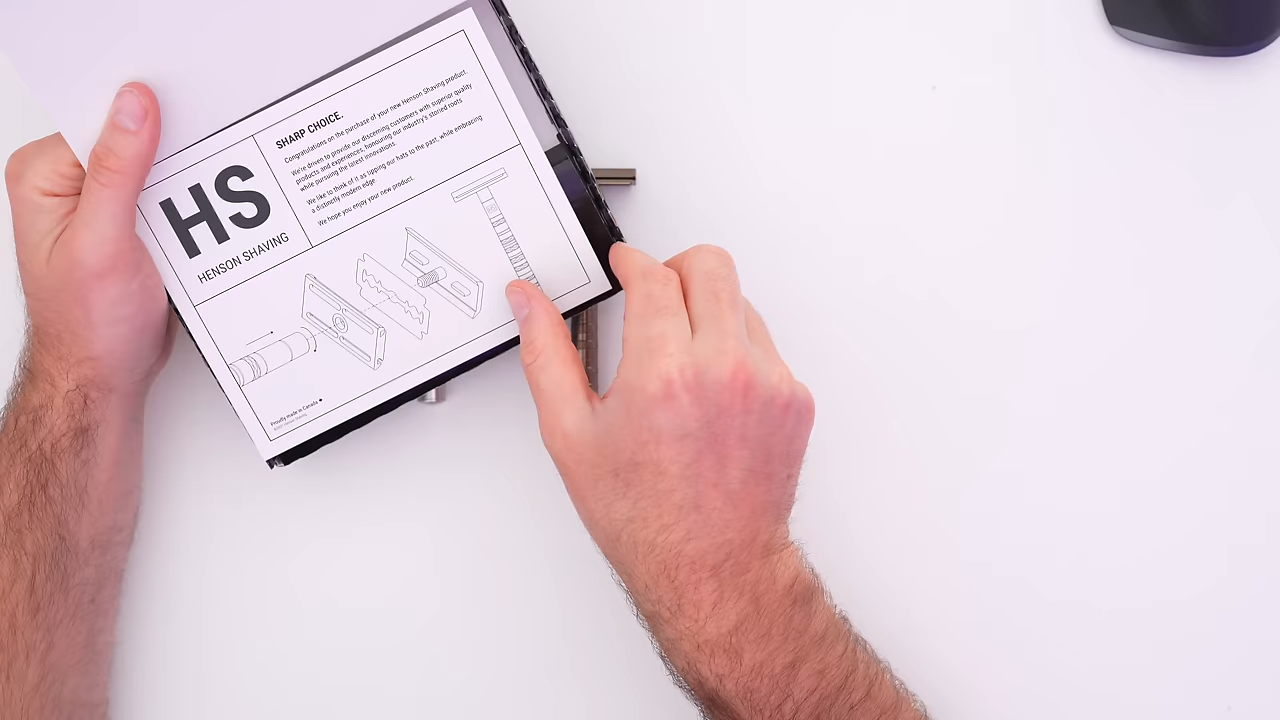 HS
HENSON SHAVING
SHARP CHOICE.
Congratulations on the purchase of your new Henson Shaving product.
We're driven to provide our discerning customers with superior quality
products and experiences, honouring our industry's storied roots
while pursuing the latest innovations.
We like to think of it as tipping our hats to the past, while embracing
a distinctly modern edge.
We hope you enjoy your new product.
Proudly made in Canada